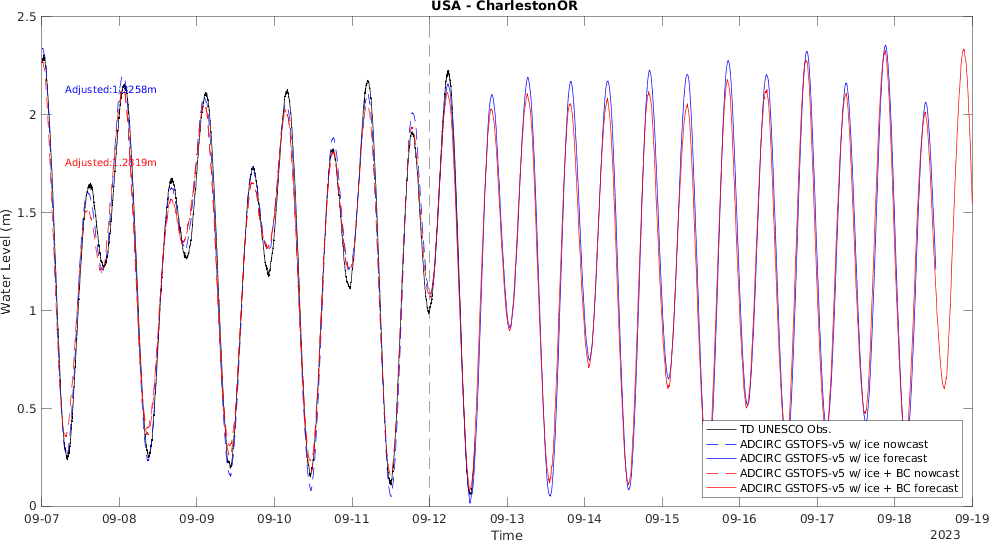 USA - CharlestonOR
2.5
2
1.5
1
0.5
0
Water Level (m)
Adjusted:1.
258m
Adjusted:1.2819m
TD UNESCO Obs.
ADCIRC GSTOFS-v5 w/ ice nowcast
ADCIRC GSTOFS-v5 w/ ice forecast
ADCIRC GSTOFS-v5 w/ ice + BC nowcast
ADCIRC GSTOFS-v5 w/ ice + BC forecast
09-07 09-08 09-09 09-10 09-11 09-12 09-13 09-14 09-15 09-16 09-17 09-18 09-19
Time
2023